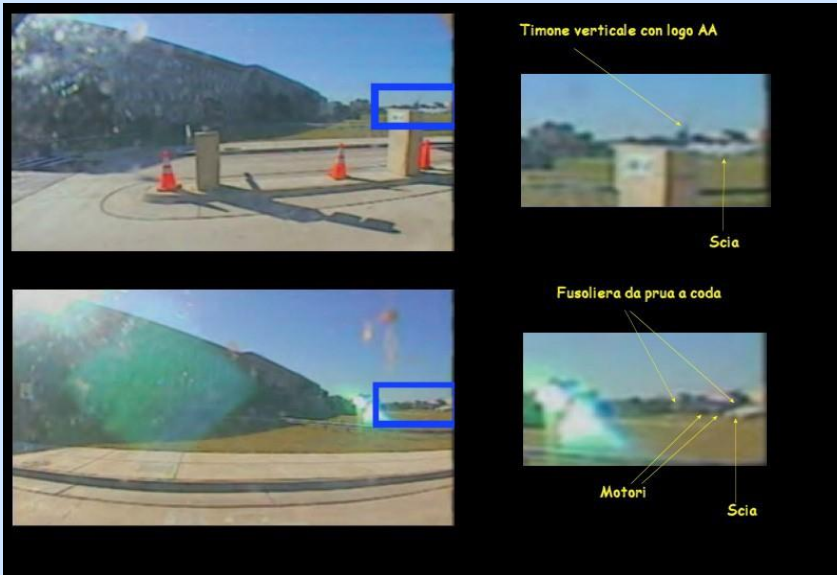 Timone verticale con logo AA
Scia
Fusoliera da prua a coda
Motori
Scia